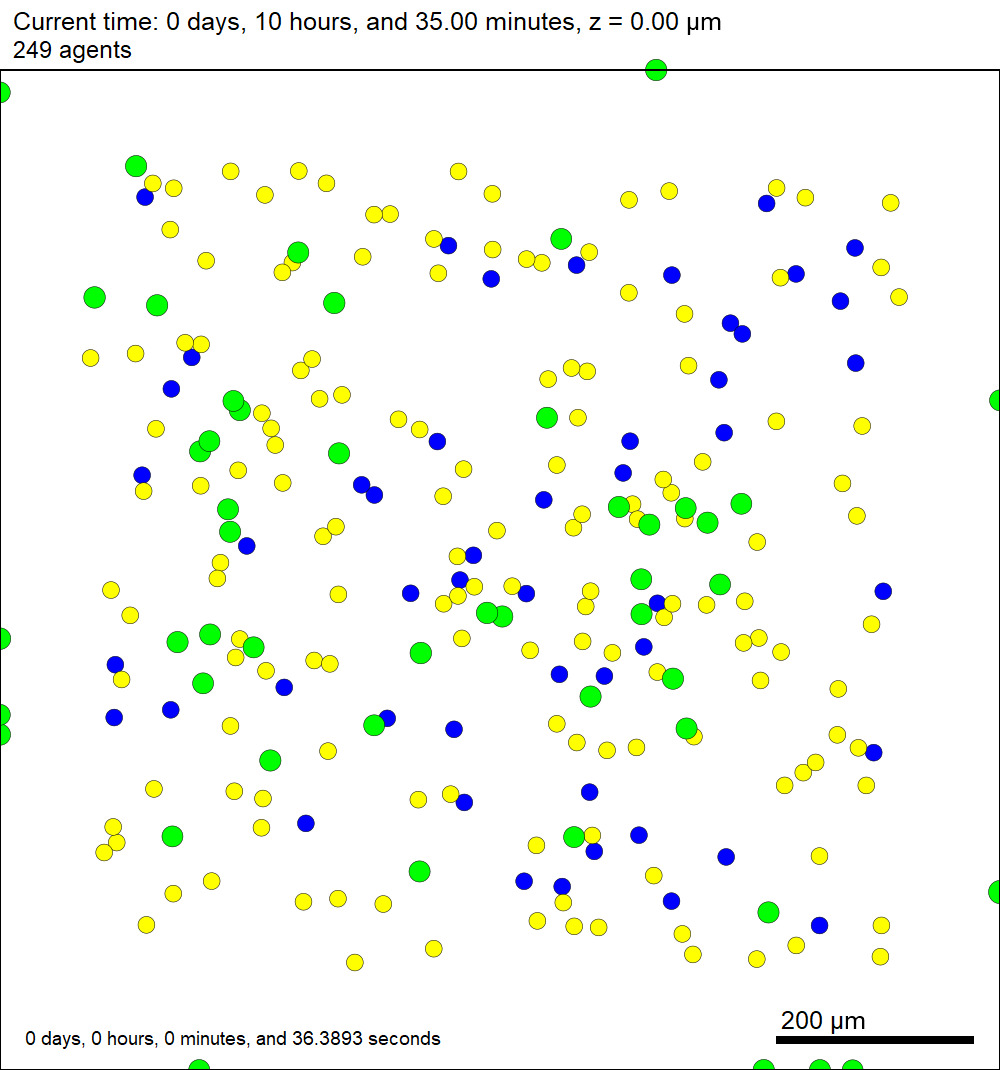 Current time: 0 days, 10 hours, and 35.00 minutes, z = 0.00 µm
249 agents
200 µm
0 days, 0 hours, 0 minutes, and 36.3893 seconds